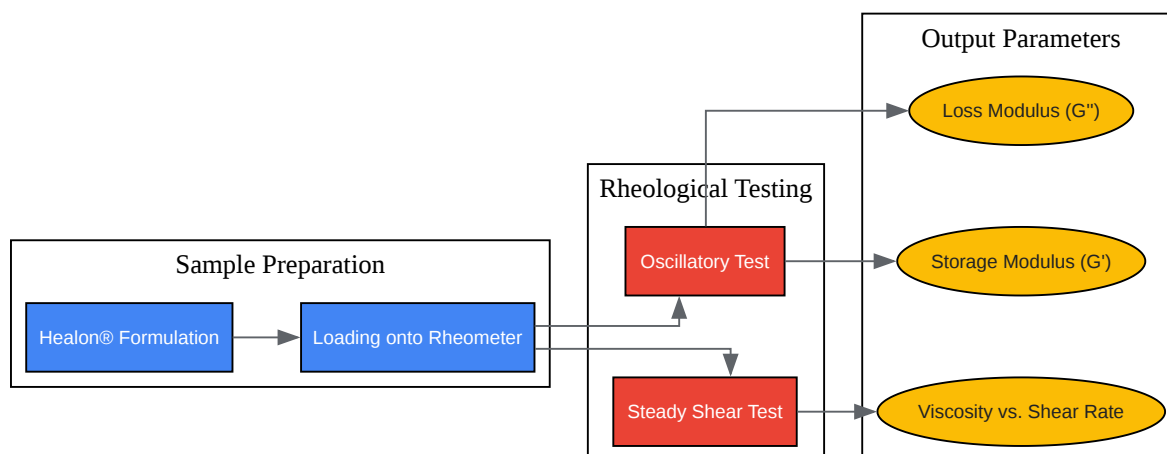 Sample Preparation
Healon® Formulation
Loading onto Rheometer
Rheological Testing
Oscillatory Test
Steady Shear Test
Output Parameters
Loss Modulus (G'')
Storage Modulus (G')
Viscosity vs. Shear Rate